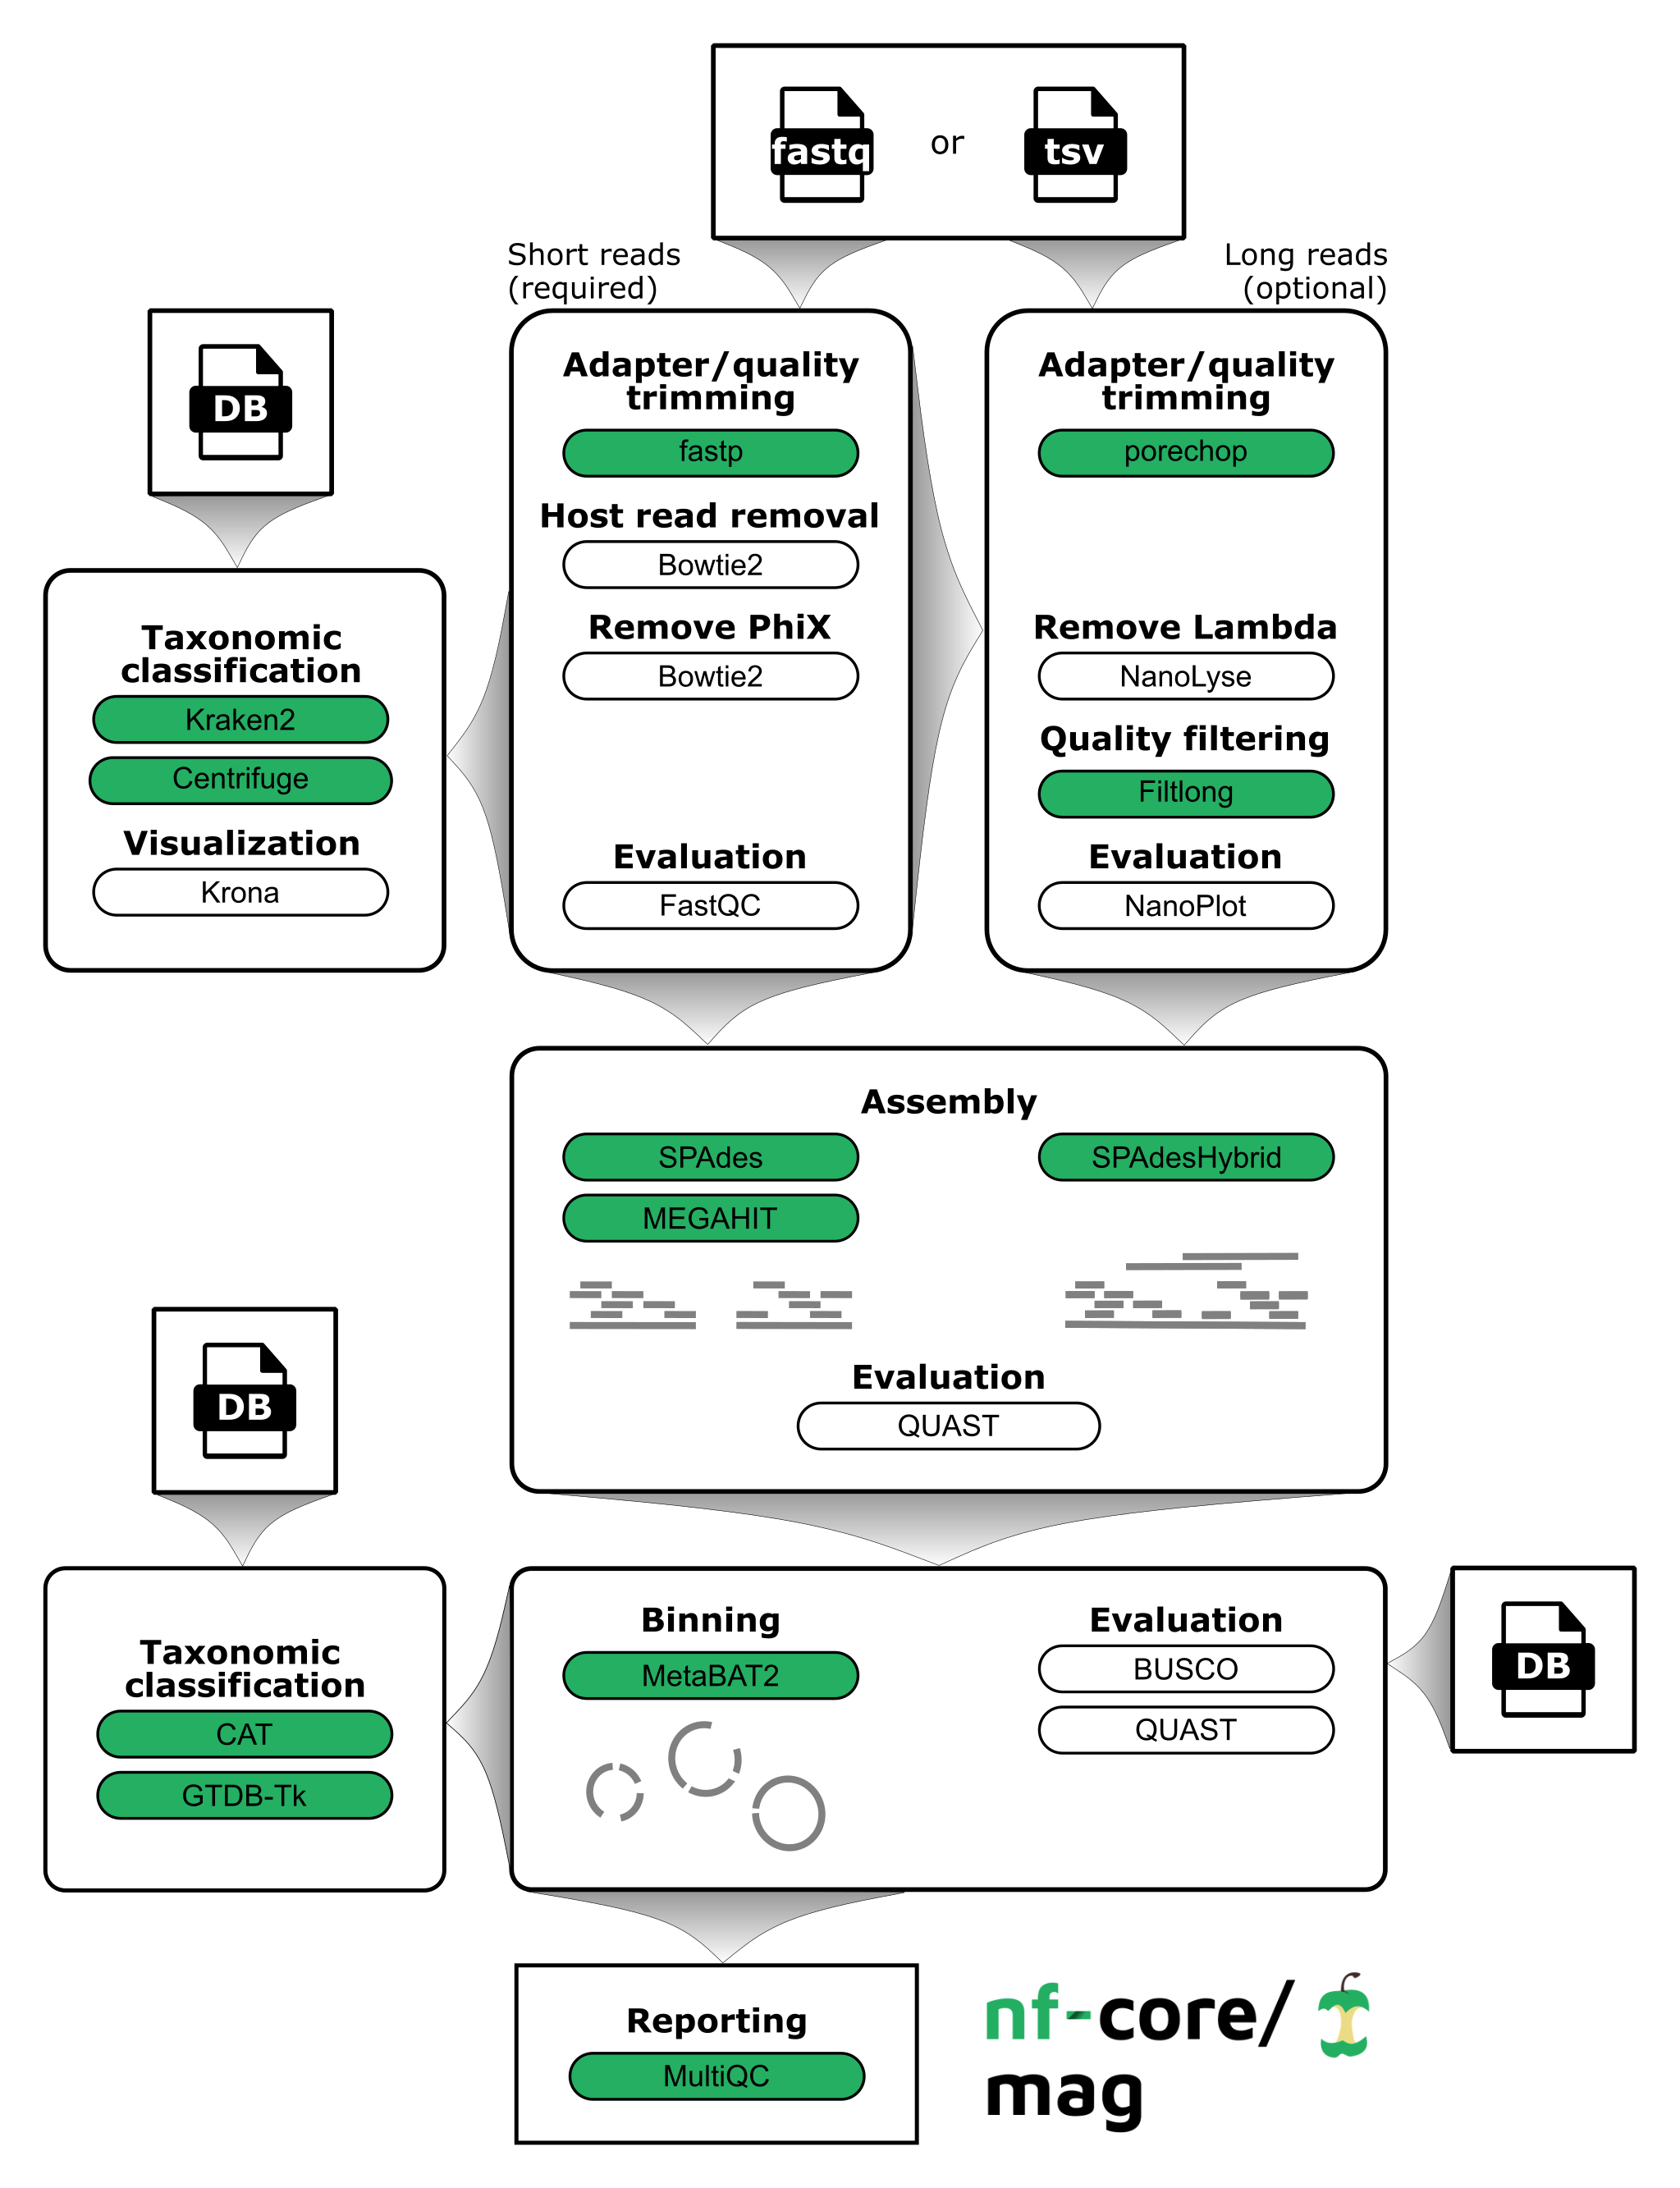 fastq
or
tsv
Short reads
(required)
Long reads
(optional)
DB
Adapter/quality
trimming
fastp
Host read removal
Bowtie2
Remove PhiX
Bowtie2
Evaluation
FastQC
Adapter/quality
trimming
porechop
Remove Lambda
NanoLyse
Quality filtering
Filtlong
Evaluation
NanoPlot
Taxonomic
classification
Kraken2
Centrifuge
Visualization
Krona
Assembly
SPAdes
SPAdesHybrid
MEGAHIT
Evaluation
QUAST
DB
Taxonomic
classification
CAT
GTDB-Tk
Binning
MetaBAT2
Evaluation
BUSCO
QUAST
DB
Reporting
MultiQC
nf-core/
mag